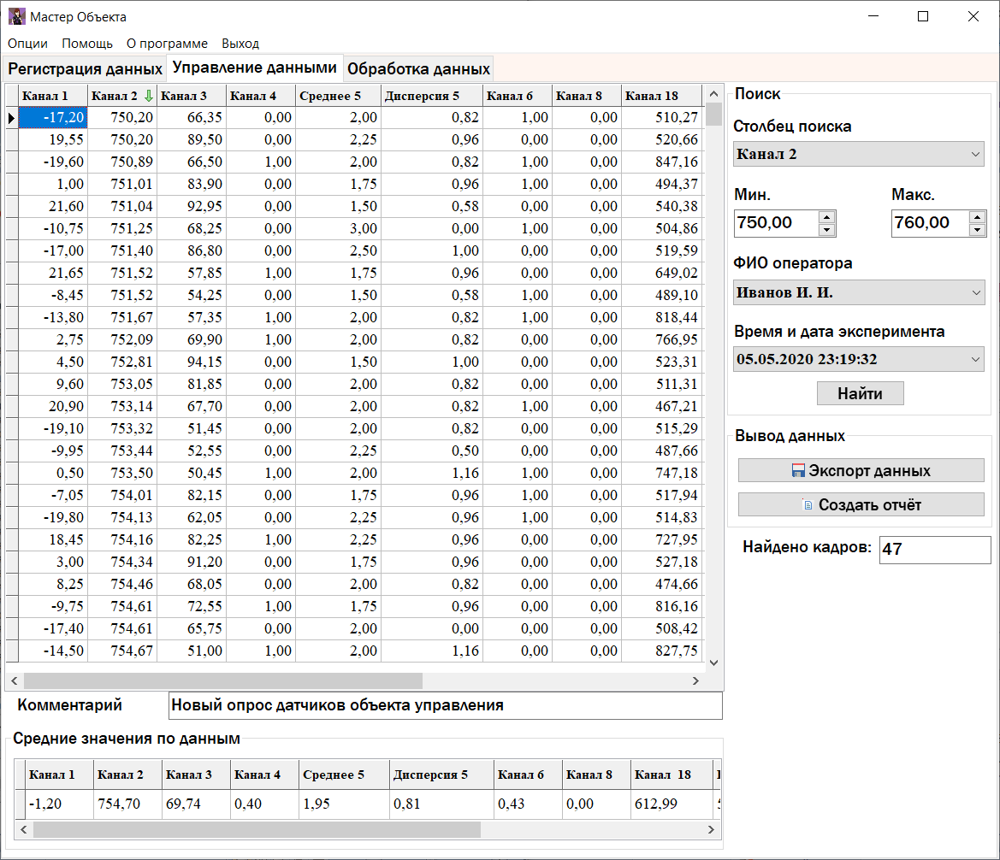 Мастер Объекта
Опции Помощь О программе Выход
Регистрация данных Управление данными Обработка данных
Канал 1 Канал 2 Канал 3 Канал 4 Среднее 5 Дисперсия 5 Канал 6 Канал 8 Канал 18
-17,20 750,20 66,35 0,00 2,00 0,82 1,00 0,00 510,27
19,55 750,20 89,50 0,00 2,25 0,96 0,00 0,00 520,66
-19,60 750,89 66,50 1,00 2,00 0,82 1,00 0,00 847,16
1,00 751,01 83,90 0,00 1,75 0,96 1,00 0,00 494,37
21,60 751,04 92,95 0,00 1,50 0,58 0,00 0,00 540,38
-10,75 751,25 68,25 0,00 3,00 0,00 1,00 0,00 504,86
-17,00 751,40 86,80 0,00 2,50 1,00 0,00 0,00 519,59
21,65 751,52 57,85 1,00 1,75 0,96 0,00 0,00 649,02
-8,45 751,52 54,25 0,00 1,50 0,58 1,00 0,00 489,10
-13,80 751,67 57,35 1,00 2,00 0,82 1,00 0,00 818,44
2,75 752,09 69,90 1,00 2,00 0,82 0,00 0,00 766,95
4,50 752,81 94,15 0,00 1,50 1,00 0,00 0,00 523,31
9,60 753,05 81,85 0,00 2,00 0,82 0,00 0,00 511,31
20,90 753,14 67,70 0,00 2,00 0,82 1,00 0,00 467,21
-19,10 753,32 51,45 0,00 2,00 0,82 0,00 0,00 515,29
-9,95 753,44 52,55 0,00 2,25 0,50 0,00 0,00 487,66
0,50 753,50 50,45 1,00 2,00 1,16 1,00 0,00 747,18
-7,05 754,01 82,15 0,00 1,75 0,96 1,00 0,00 517,94
-19,80 754,13 62,05 0,00 2,25 0,96 1,00 0,00 514,83
18,45 754,16 82,25 1,00 2,25 0,96 0,00 0,00 727,95
3,00 754,34 91,20 0,00 1,75 0,96 0,00 0,00 527,18
8,25 754,46 68,05 0,00 2,00 0,82 0,00 0,00 474,66
-9,75 754,61 72,55 1,00 1,75 0,96 0,00 0,00 816,16
-17,40 754,61 65,75 0,00 2,00 0,00 0,00 0,00 508,42
-14,50 754,67 51,00 1,00 2,00 1,16 0,00 0,00 827,75
Комментарий Новый опрос датчиков объекта управления
Средние значения по данным
Канал 1 Канал 2 Канал 3 Канал 4 Среднее 5 Дисперсия 5 Канал 6 Канал 8 Канал 18
-1,20 754,70 69,74 0,40 1,95 0,81 0,43 0,00 612,99
Поиск
Столбец поиска
Канал 2
Мин. Макс.
750,00 760,00
ФИО оператора
Иванов И. И.
Время и дата эксперимента
05.05.2020 23:19:32
Найти
Вывод данных
Экспорт данных
Создать отчёт
Найдено кадров: 47